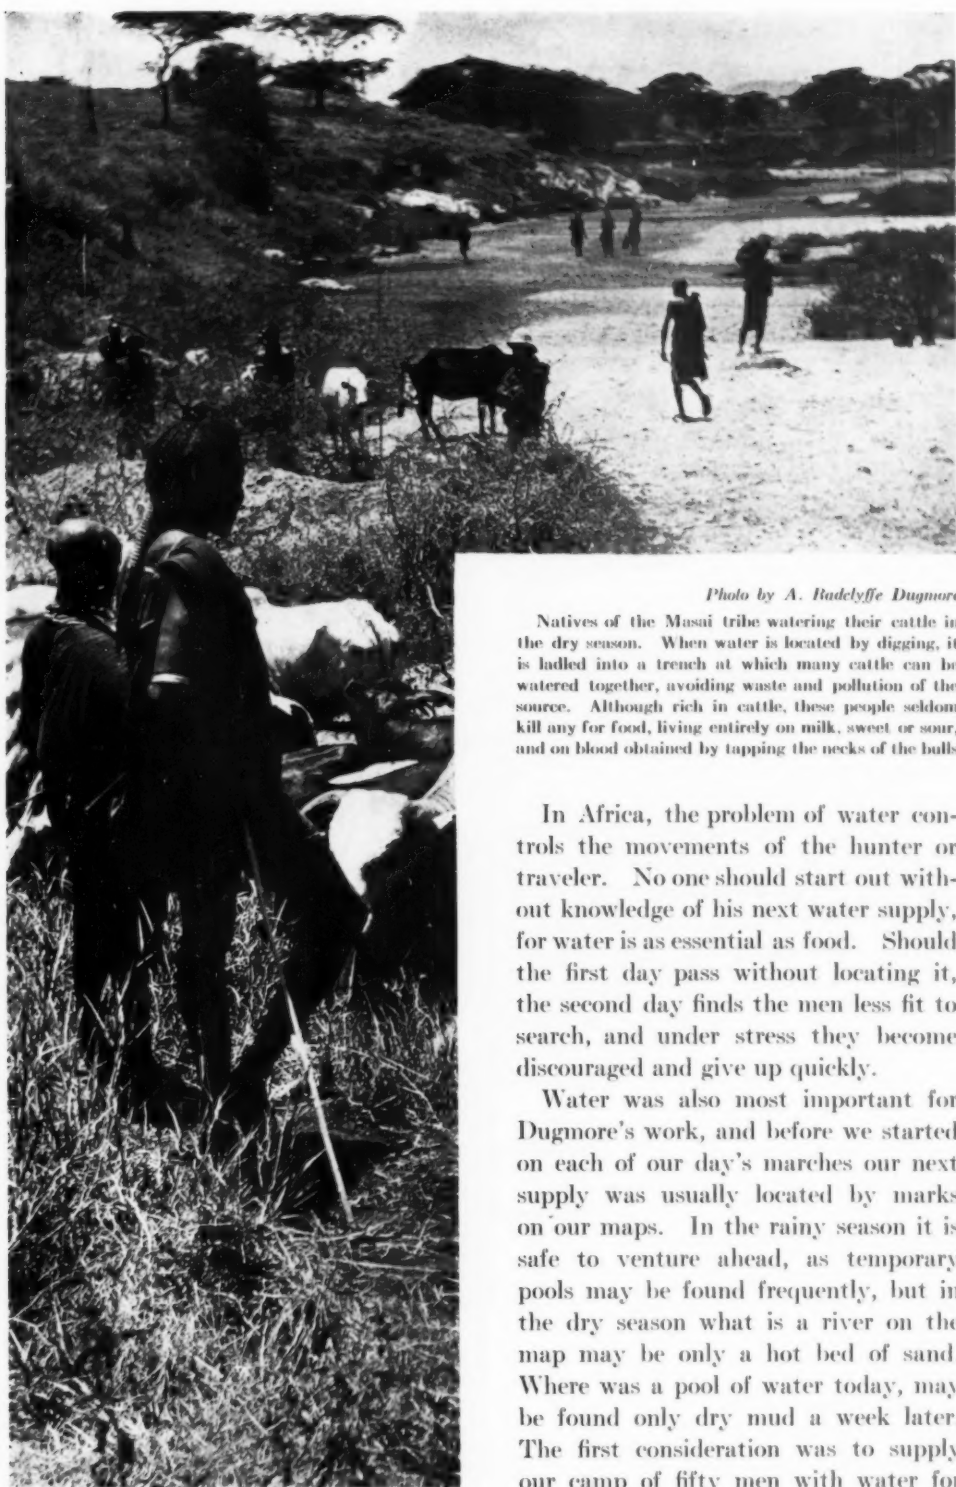 Photo by A. Radclyffe Dugmore
Natives of the Masai tribe watering their cattle in
the dry season. When water is located by digging, it
is ladled into a trench at which many cattle can be
watered together, avoiding waste and pollution of the
source. Although rich in cattle, these people seldom
kill any for food, living entirely on milk, sweet or sour,
and on blood obtained by tapping the necks of the bulls
In Africa, the problem of water con-
trols the movements of the hunter or
traveler. No one should start out with-
out knowledge of his next water supply,
for water is as essential as food. Should
the first day pass without locating it,
the second day finds the men less fit to
search, and under stress they become
discouraged and give up quickly.
Water was also most important for
Dugmore's work, and before we started
on each of our day's marches our next
supply was usually located by marks
on our maps. In the rainy season it is
safe to venture ahead, as temporary
pools may be found frequently, but in
the dry season what is a river on the
map may be only a hot bed of sand
Where was a pool of water today, may
be found only dry mud a week later
The first consideration was to supply
our camp of fifty men with water for